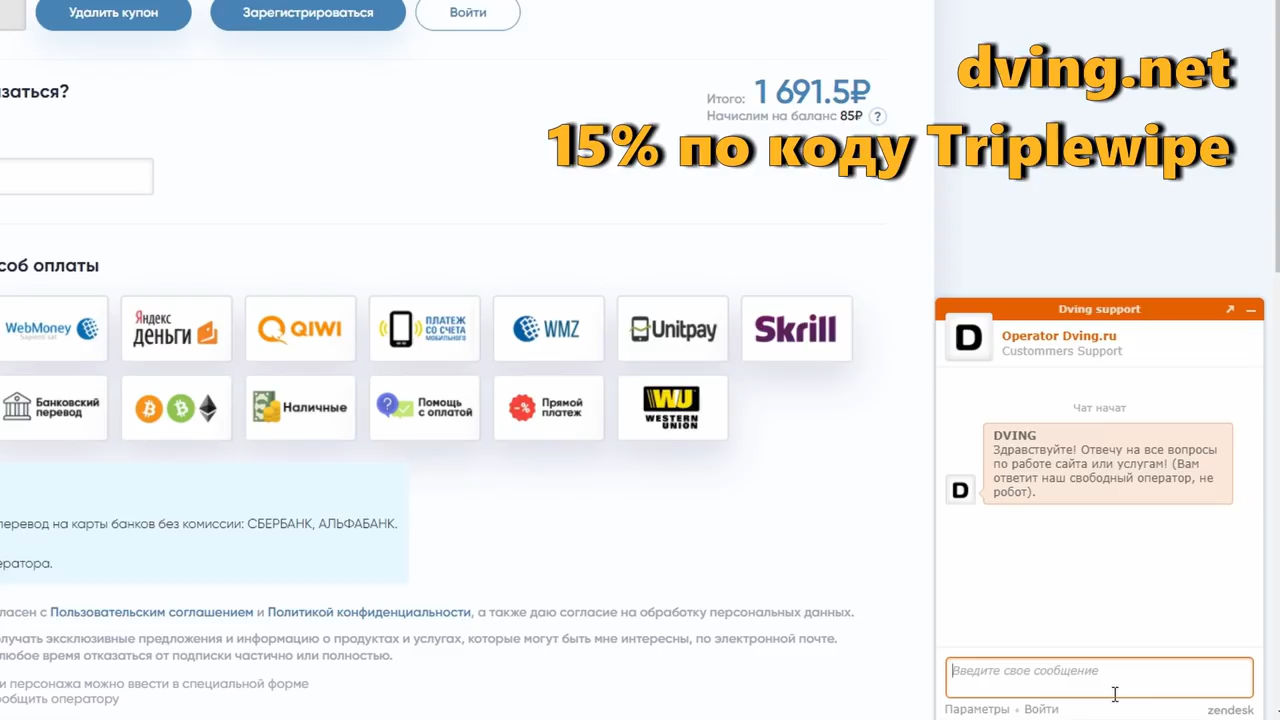 Удалить купон
Зарегистрироваться
Войти
dving.net
15% по коду Triplewipe
заться?
Итого: 1 691.5₽
Начислим на баланс 85₽ ?
соб оплаты
WebMoney
Яндекс деньги
QIWI
ПЛАТЕЖ СО СЧЕТА МОБИЛЬНОГО
WMZ
Unitpay
Skrill
Банковский перевод
Наличные
Помощь с оплатой
-% Прямой платеж
WU WESTERN UNION
перевод на карты банков без комиссии: СБЕРБАНК, АЛЬФАБАНК.
ератора.
гласен с Пользовательским соглашением и Политикой конфиденциальности, а также даю согласие на обработку персональных данных.
олучать эксклюзивные предложения и информацию о продуктах и услугах, которые могут быть мне интересны, по электронной почте.
любое время отказаться от подписки частично или полностью.
и персонажа можно ввести в специальной форме
ообщить оператору
Dving support
D
Operator Dving.ru
Custommers Support
Чат начат
DVING
Здравствуйте! Отвечу на все вопросы
по работе сайта или услугам! (Вам
ответит наш свободный оператор, не
робот).
D
Введите свое сообщение
Параметры • Войти
zendesk